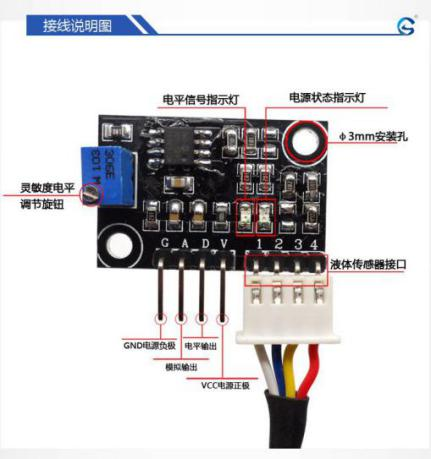 接线说明图
电平信号指示灯
电源状态指示灯
φ3mm安装孔
灵敏度电平
调节旋钮
G A D V
1 2 3 4
液体传感器接口
GND电源负极
电平输出
模拟输出
VCC电源正极